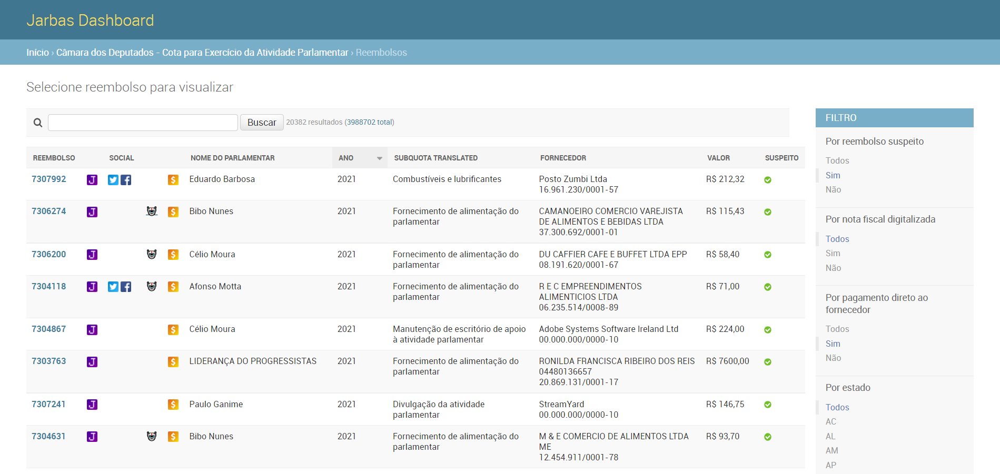 Jarbas Dashboard
Início › Câmara dos Deputados - Cota para Exercício da Atividade Parlamentar › Reembolsos
Selecione reembolso para visualizar
Buscar 20382 resultados (3988702 total)
REEMBOLSO SOCIAL NOME DO PARLAMENTAR ANO SUBQUOTA TRANSLATED FORNECEDOR VALOR SUSPEITO
7307992 J Eduardo Barbosa 2021 Combustíveis e lubrificantes Posto Zumbi Ltda R$ 212,32
16.961.230/0001-57
7306274 J Bibo Nunes 2021 Fornecimento de alimentação do CAMANOEIRO COMERCIO VAREJISTA R$ 115,43
parlamentar DE ALIMENTOS E BEBIDAS LTDA
37.300.692/0001-01
7306200 J Célio Moura 2021 Fornecimento de alimentação do DU CAFFIER CAFE E BUFFET LTDA EPP R$ 58,40
parlamentar 08.191.620/0001-67
7304118 J Afonso Motta 2021 Fornecimento de alimentação do R E C EMPREENDIMENTOS R$ 71,00
parlamentar ALIMENTICIOS LTDA
06.235.514/0008-89
7304867 J Célio Moura 2021 Manutenção de escritório de apoio Adobe Systems Software Ireland Ltd R$ 224,00
à atividade parlamentar 00.000.000/0000-10
7303763 J LIDERANÇA DO PROGRESSISTAS 2021 Fornecimento de alimentação do RONILDA FRANCISCA RIBEIRO DOS REIS R$ 7600,00
parlamentar 04480136657
20.869.131/0001-17
7307241 J Paulo Ganime 2021 Divulgação da atividade StreamYard R$ 146,75
parlamentar 00.000.000/0000-10
7304631 J Bibo Nunes 2021 Fornecimento de alimentação do M & E COMERCIO DE ALIMENTOS LTDA R$ 93,70
parlamentar ME
12.454.911/0001-78
FILTRO
Por reembolso suspeito
Todos
Sim
Não
Por nota fiscal digitalizada
Todos
Sim
Não
Por pagamento direto ao
fornecedor
Todos
Sim
Não
Por estado
Todos
AC
AL
AM
AP